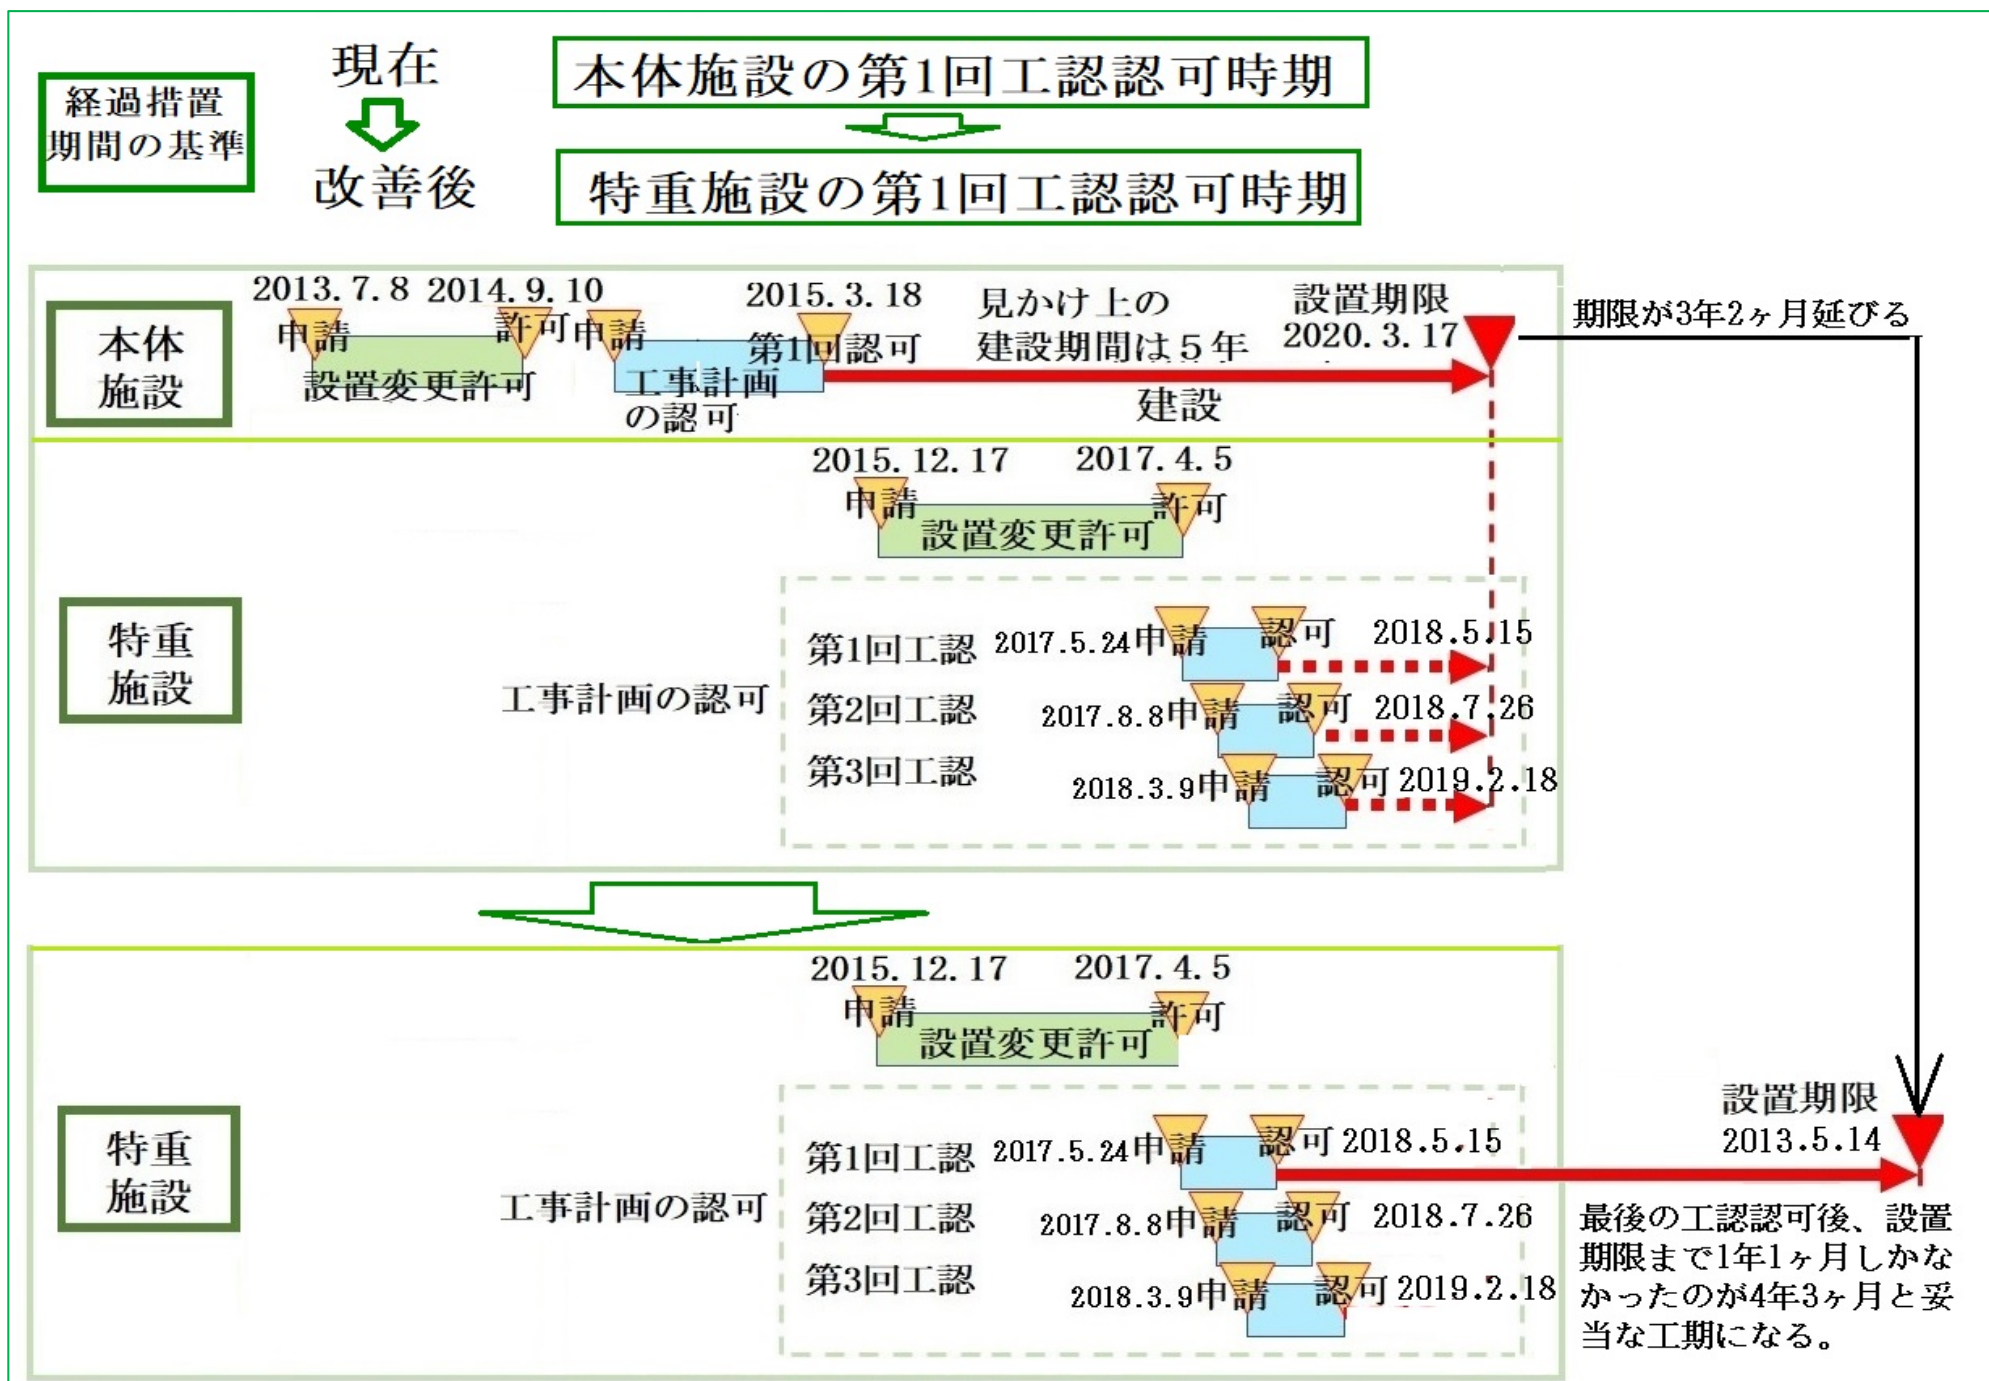 経過措置
期間の基準
現在
改善後
本体施設の第1回工認認可時期
特重施設の第1回工認認可時期
本体
施設
2013.7.8
2014.9.10
申請
許可
設置変更許可
申請
2015.3.18
第1回認可
工事計画
の認可
見かけ上の
建設期間は５年
建設
設置期限
2020.3.17
期限が3年2ヶ月延びる
特重
施設
2015.12.17
2017.4.5
申請
許可
設置変更許可
工事計画の認可
第1回工認
2017.5.24
申請
認可
2018.5.15
第2回工認
2017.8.8
申請
認可
2018.7.26
第3回工認
2018.3.9
申請
認可
2019.2.18
特重
施設
2015.12.17
2017.4.5
申請
許可
設置変更許可
工事計画の認可
第1回工認
2017.5.24
申請
認可
2018.5.15
第2回工認
2017.8.8
申請
認可
2018.7.26
第3回工認
2018.3.9
申請
認可
2019.2.18
設置期限
2013.5.14
最後の工認認可後、設置
期限まで1年1ヶ月しかな
かったのが4年3ヶ月と妥
当な工期になる。